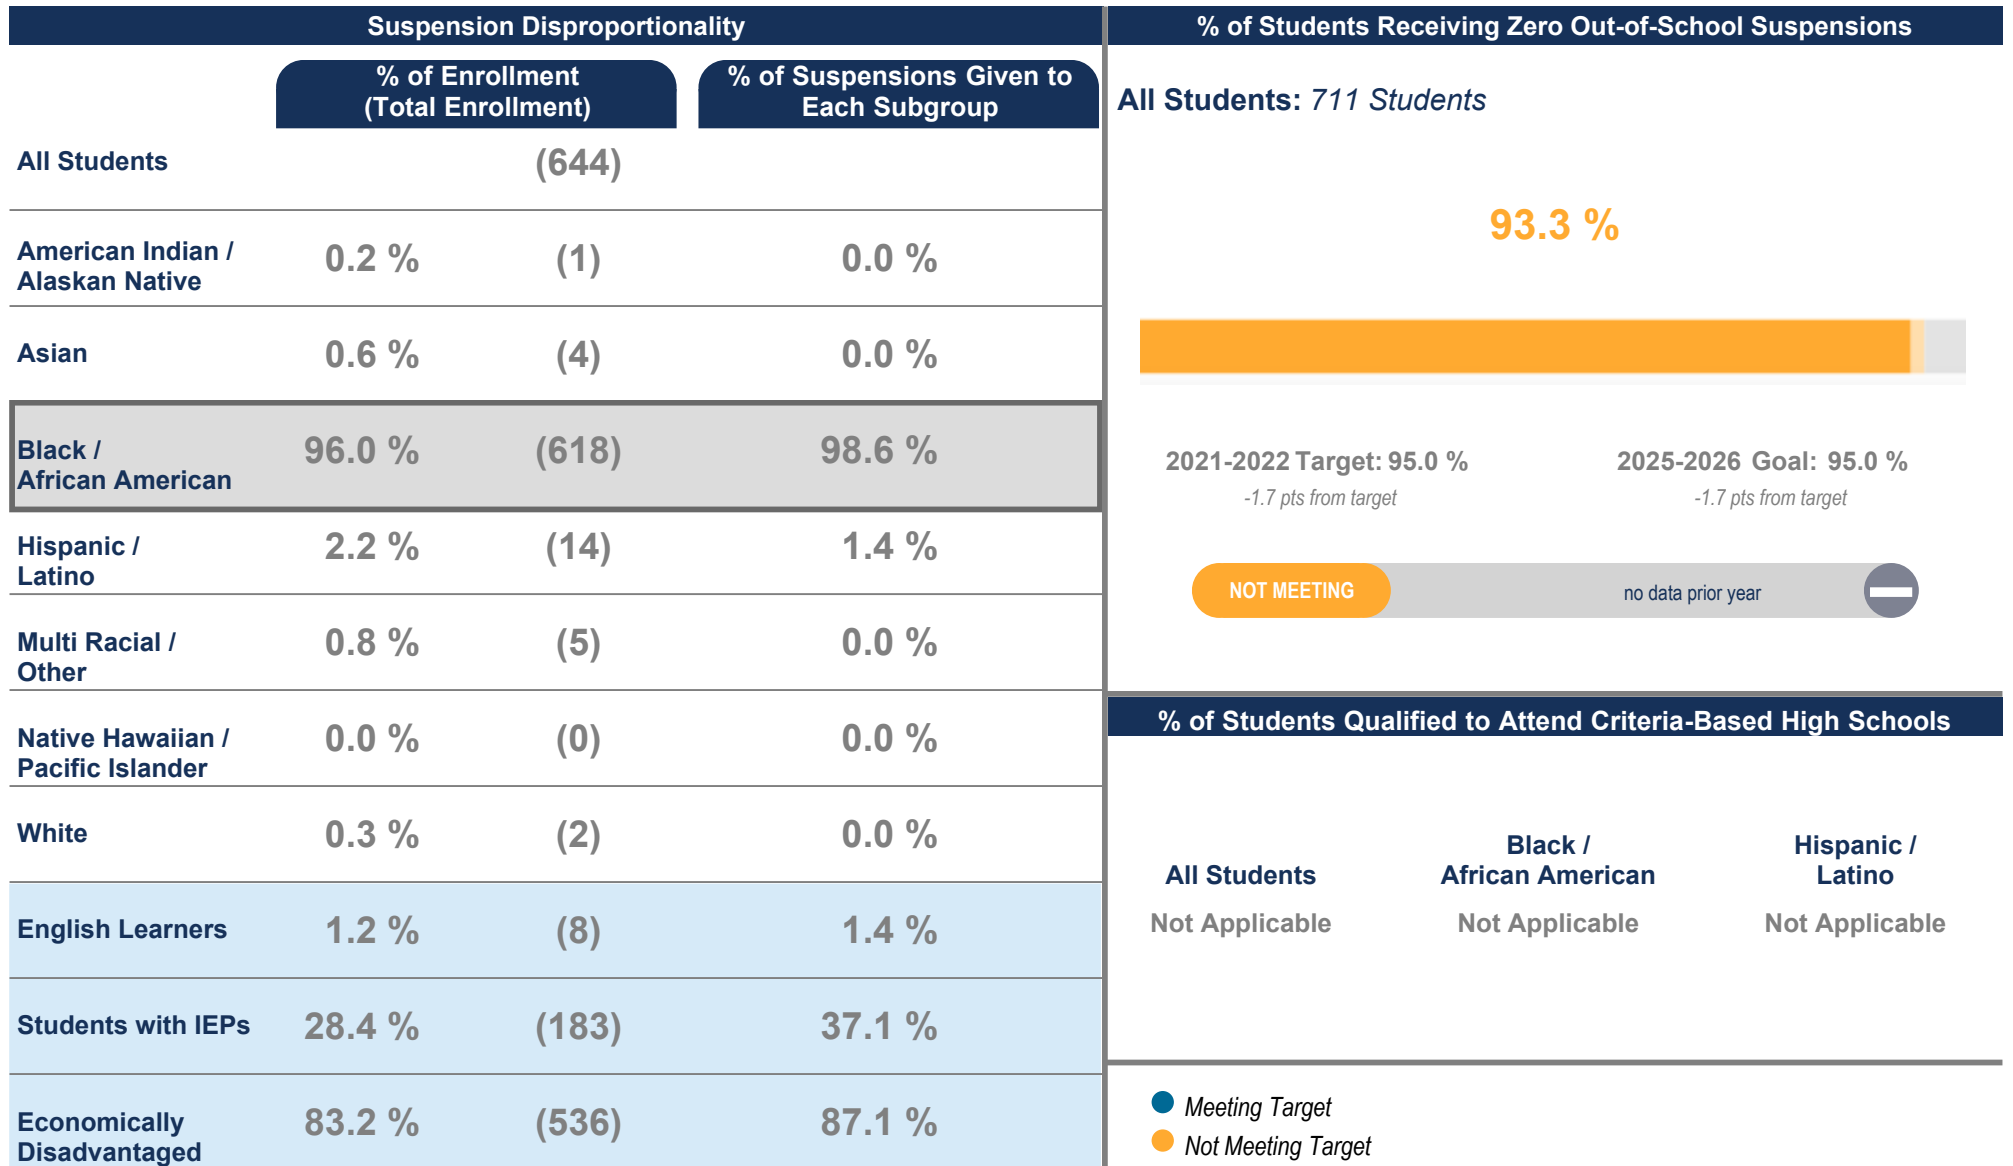 Suspension Disproportionality
% of Enrollment
(Total Enrollment)
% of Suspensions Given to
Each Subgroup
All Students (644)
American Indian /
Alaskan Native
0.2 % (1) 0.0 %
Asian 0.6 % (4) 0.0 %
Black /
African American
96.0 % (618) 98.6 %
Hispanic /
Latino
2.2 % (14) 1.4 %
Multi Racial /
Other
0.8 % (5) 0.0 %
Native Hawaiian /
Pacific Islander
0.0 % (0) 0.0 %
White 0.3 % (2) 0.0 %
English Learners 1.2 % (8) 1.4 %
Students with IEPs 28.4 % (183) 37.1 %
Economically
Disadvantaged
83.2 % (536) 87.1 %
% of Students Receiving Zero Out-of-School Suspensions
All Students: 711 Students
93.3 %
2021-2022 Target: 95.0 %
-1.7 pts from target
2025-2026 Goal: 95.0 %
-1.7 pts from target
NOT MEETING
no data prior year
% of Students Qualified to Attend Criteria-Based High Schools
All Students
Not Applicable
Black /
African American
Not Applicable
Hispanic /
Latino
Not Applicable
Meeting Target
Not Meeting Target